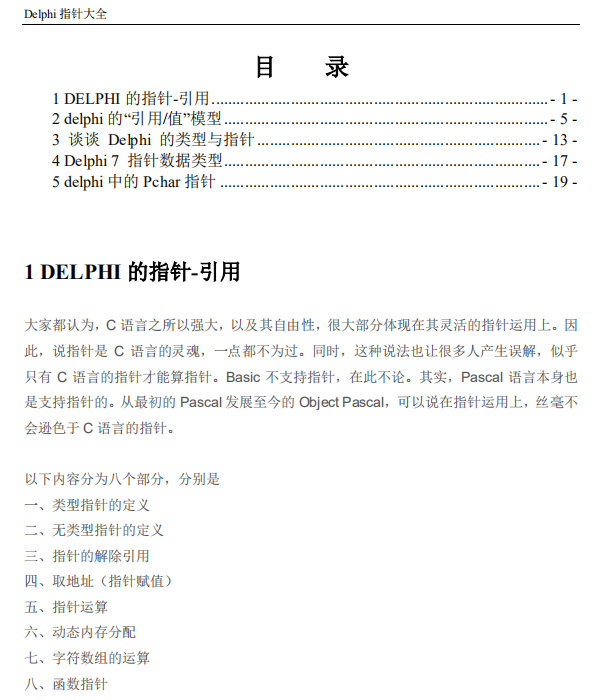 Delphi 指针大全
目 录
1 DELPHI 的指针-引用........................................................................- 1 -
2 delphi 的“引用/值”模型.....................................................................- 5 -
3 谈谈 Delphi 的类型与指针............................................................- 13 -
4 Delphi 7 指针数据类型...................................................................- 17 -
5 delphi 中的 Pchar 指针 ...................................................................- 19 -
1 DELPHI 的指针-引用
大家都认为，C 语言之所以强大，以及其自由性，很大部分体现在其灵活的指针运用上。因
此，说指针是 C 语言的灵魂，一点都不为过。同时，这种说法也让很多人产生误解，似乎
只有 C 语言的指针才能算指针。Basic 不支持指针，在此不论。其实，Pascal 语言本身也
是支持指针的。从最初的 Pascal 发展至今的 Object Pascal，可以说在指针运用上，丝毫不
会逊色于 C 语言的指针。
以下内容分为八个部分，分别是
一、类型指针的定义
二、无类型指针的定义
三、指针的解除引用
四、取地址（指针赋值）
五、指针运算
六、动态内存分配
七、字符数组的运算
八、函数指针